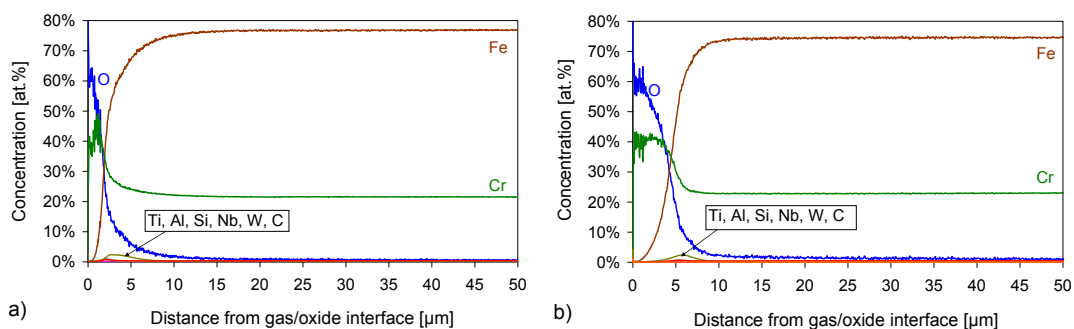 80%
70%
60%
50%
40%
30%
20%
10%
0%
Concentration [at.%]
O
Fe
Cr
Ti, Al, Si, Nb, W, C
0 5 10 15 20 25 30 35 40 45 50
Distance from gas/oxide interface [µm]
a)
80%
70%
60%
50%
40%
30%
20%
10%
0%
Concentration [at.%]
O
Fe
Cr
Ti, Al, Si, Nb, W, C
0 5 10 15 20 25 30 35 40 45 50
Distance from gas/oxide interface [µm]
b)